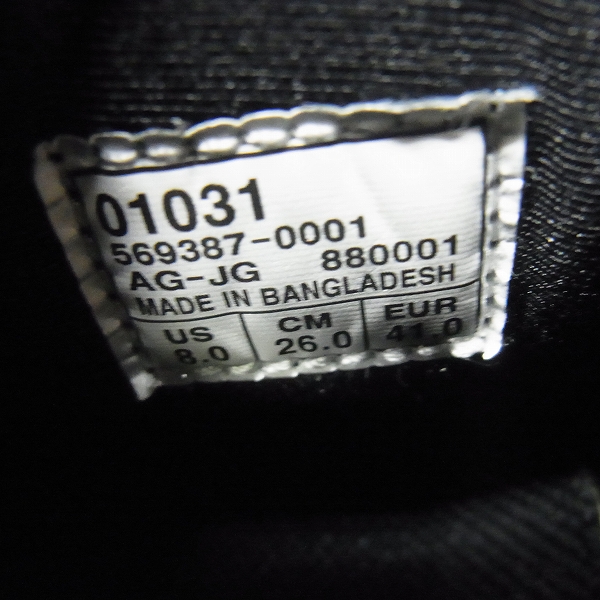 01031
569387-0001
AG-JG 880001
MADE IN BANGLADESH
US CM EUR
8.0 26.0 41.0